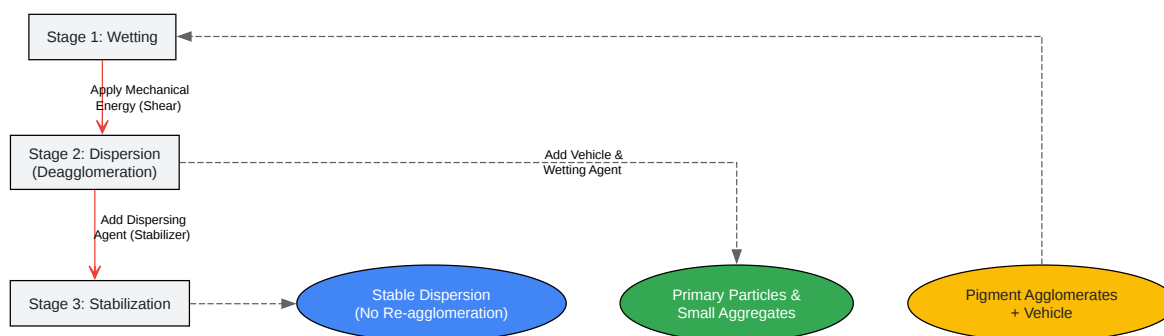 Stage 1: Wetting
Apply Mechanical
Energy (Shear)
Stage 2: Dispersion
(Deagglomeration)
Add Vehicle &
Wetting Agent
Add Dispersing
Agent (Stabilizer)
Stage 3: Stabilization
Stable Dispersion
(No Re-agglomeration)
Primary Particles &
Small Aggregates
Pigment Agglomerates
+ Vehicle